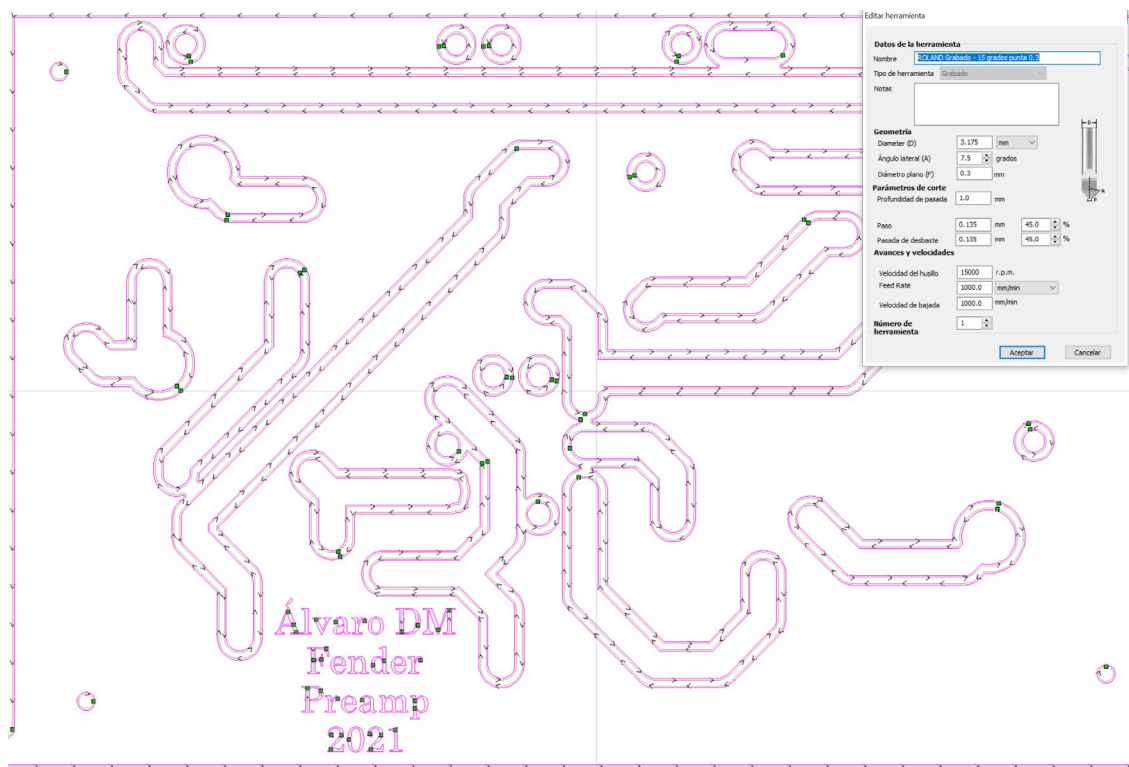 Editar herramienta
Datos de la herramienta
Nombre ROLAND Grabado - 15 grados punta 0.3
Tipo de herramienta Grabado
Notas
Geometría
Diameter (D) 3.175 mm
Ángulo lateral (A) 7.5 grados
Diámetro plano (F) 0.3 mm
Parámetros de corte
Profundidad de pasada 1.0 mm
Paso 0.135 mm 45.0 %
Pasada de desbaste 0.135 mm 45.0 %
Avances y velocidades
Velocidad del husillo 15000 r.p.m.
Feed Rate 1000.0 mm/min
Velocidad de bajada 1000.0 mm/min
Número de herramienta 1
Aceptar Cancelar
D
A
F
Álvaro DM
Fender
Preamp
2021